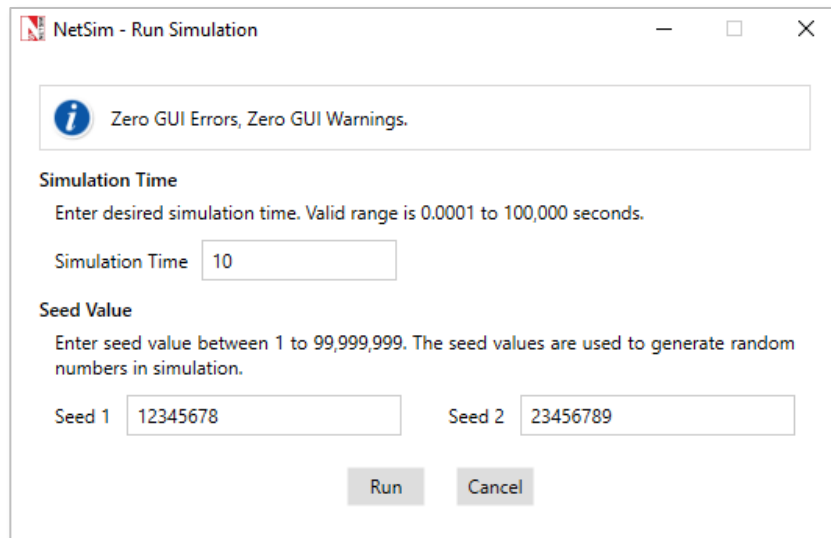 NetSim - Run Simulation
Zero GUI Errors, Zero GUI Warnings.
Simulation Time
Enter desired simulation time. Valid range is 0.0001 to 100,000 seconds.
Simulation Time 10
Seed Value
Enter seed value between 1 to 99,999,999. The seed values are used to generate random
numbers in simulation.
Seed 1 12345678 Seed 2 23456789
Run Cancel